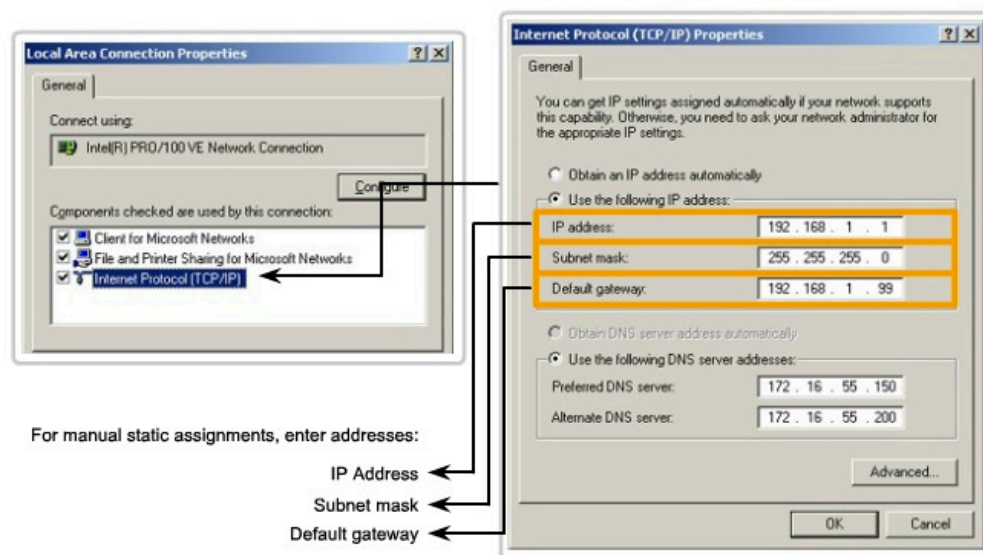 Local Area Connection Properties
General
Connect using:
Intel(R) PRO/100 VE Network Connection
Configure
Components checked are used by this connection:
Client for Microsoft Networks
File and Printer Sharing for Microsoft Networks
Internet Protocol (TCP/IP)
Internet Protocol (TCP/IP) Properties
General
You can get IP settings assigned automatically if your network supports
this capability. Otherwise, you need to ask your network administrator for
the appropriate IP settings.
Obtain an IP address automatically
Use the following IP address:
IP address: 192 . 168 . 1 . 1
Subnet mask: 255 . 255 . 255 . 0
Default gateway: 192 . 168 . 1 . 99
Obtain DNS server address automatically
Use the following DNS server addresses:
Preferred DNS server: 172 . 16 . 55 . 150
Alternate DNS server: 172 . 16 . 55 . 200
Advanced...
OK Cancel
For manual static assignments, enter addresses:
IP Address
Subnet mask
Default gateway